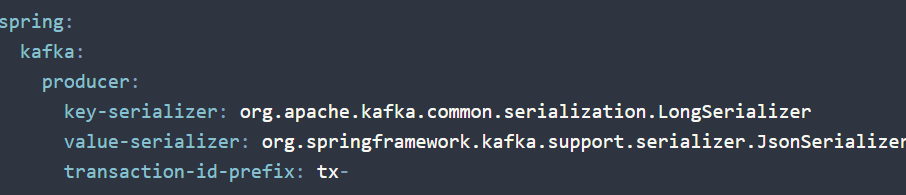 spring:
kafka:
producer:
key-serializer: org.apache.kafka.common.serialization.LongSerializer
value-serializer: org.springframework.kafka.support.serializer.JsonSerializer
transaction-id-prefix: tx-